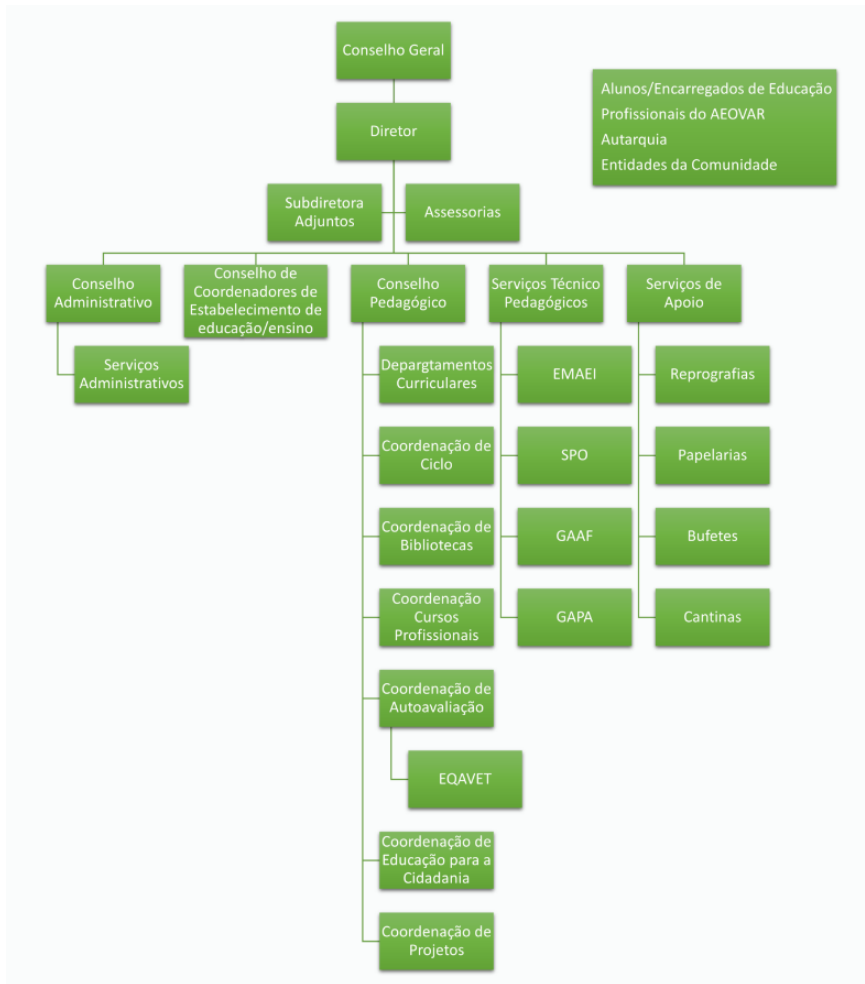 Conselho Geral
Diretor
Alunos/Encarregados de Educação
Profissionais do AEOVAR
Autarquia
Entidades da Comunidade
Subdiretora
Adjuntos
Assessorias
Conselho
Administrativo
Conselho de
Coordenadores de
Estabelecimento de
educação/ensino
Conselho
Pedagógico
Serviços Técnico
Pedagógicos
Serviços de
Apoio
Serviços
Administrativos
Depargtamentos
Curriculares
EMAEI
Reprografias
Coordenação de
Ciclo
SPO
Papelarias
Coordenação de
Bibliotecas
GAAF
Bufetes
Coordenação
Cursos
Profissionais
GAPA
Cantinas
Coordenação de
Autoavaliação
EQAVET
Coordenação de
Educação para a
Cidadania
Coordenação de
Projetos